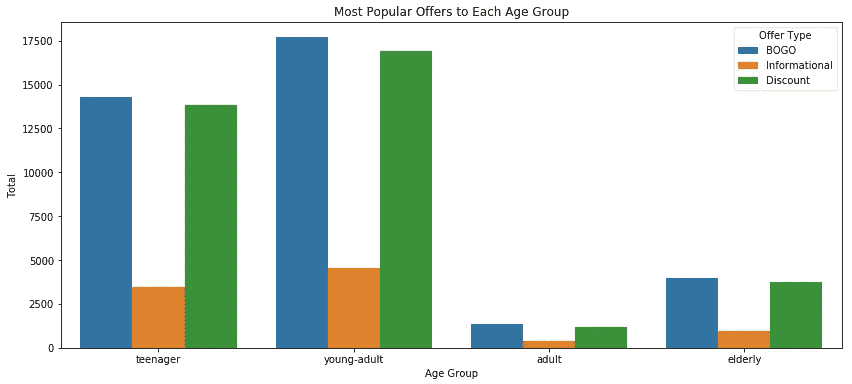 Most Popular Offers to Each Age Group
Offer Type
BOGO
Informational
Discount
Total
17500
15000
12500
10000
7500
5000
2500
0
teenager
young-adult
adult
elderly
Age Group